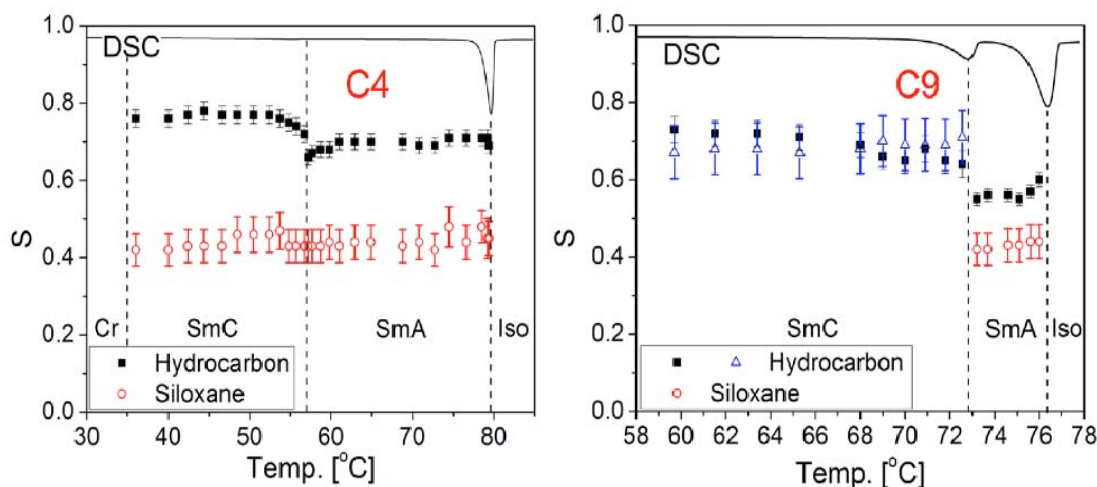 1.0
DSC
C4
0.8
0.6
S
0.4
0.2
Cr
SmC
SmA
Iso
Hydrocarbon
Siloxane
0.0
30
40
50
60
70
80
Temp. [°C]
1.0
DSC
C9
0.8
0.6
S
0.4
0.2
SmC
SmA
Iso
Hydrocarbon
Siloxane
0.0
58 60 62 64 66 68 70 72 74 76 78
Temp. [°C]